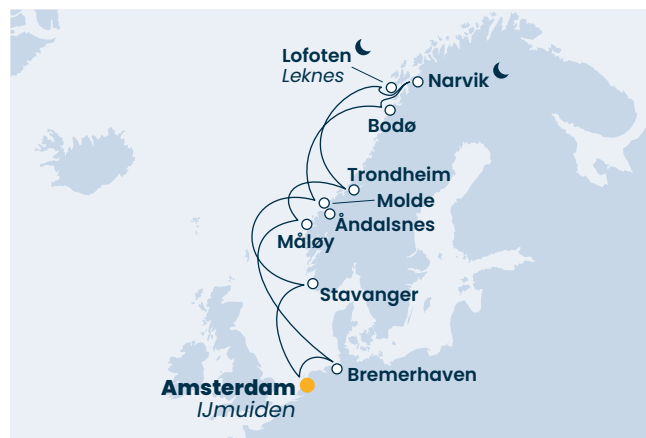 Lofoten
Leknes
Narvik
Bodø
Trondheim
Molde
Åndalsnes
Måløy
Stavanger
Bremerhaven
Amsterdam
IJmuiden